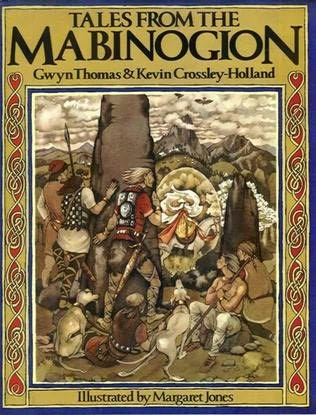 TALES FROM THE
MABINOGION
Gwyn Thomas & Kevin Crossley-Holland
Illustrated by Margaret Jones